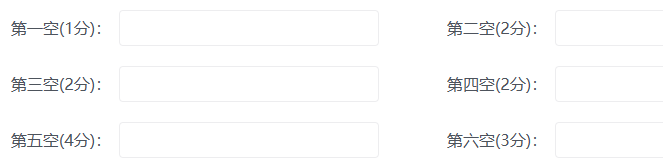 第一空(1分)： 第二空(2分)：
第三空(2分)： 第四空(2分)：
第五空(4分)： 第六空(3分)：